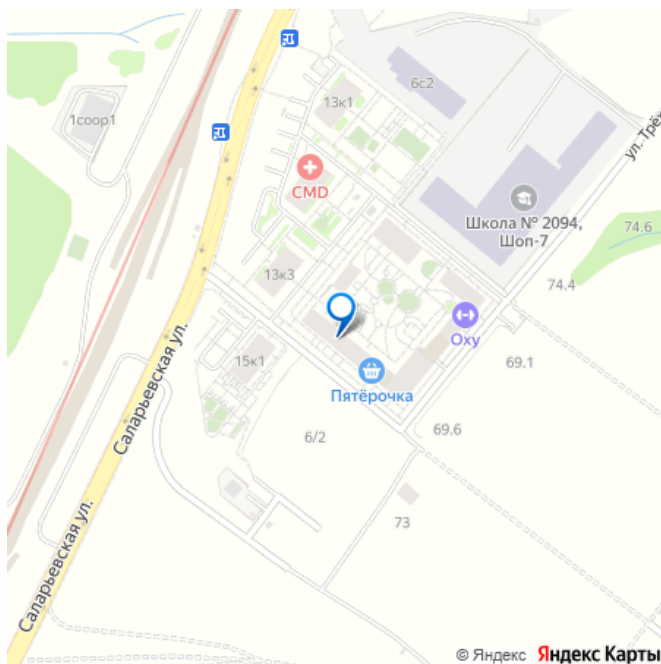 13к1
6с2
1соор1
ул. Трёх
CMD
Школа № 2094,
Шоп-7
74.6
13к3
74.4
Oxy
15к1
69.1
Пятёрочка
Саларьевская ул.
6/2
69.6
73
Саларьевская ул.
© Яндекс Яндекс Карты